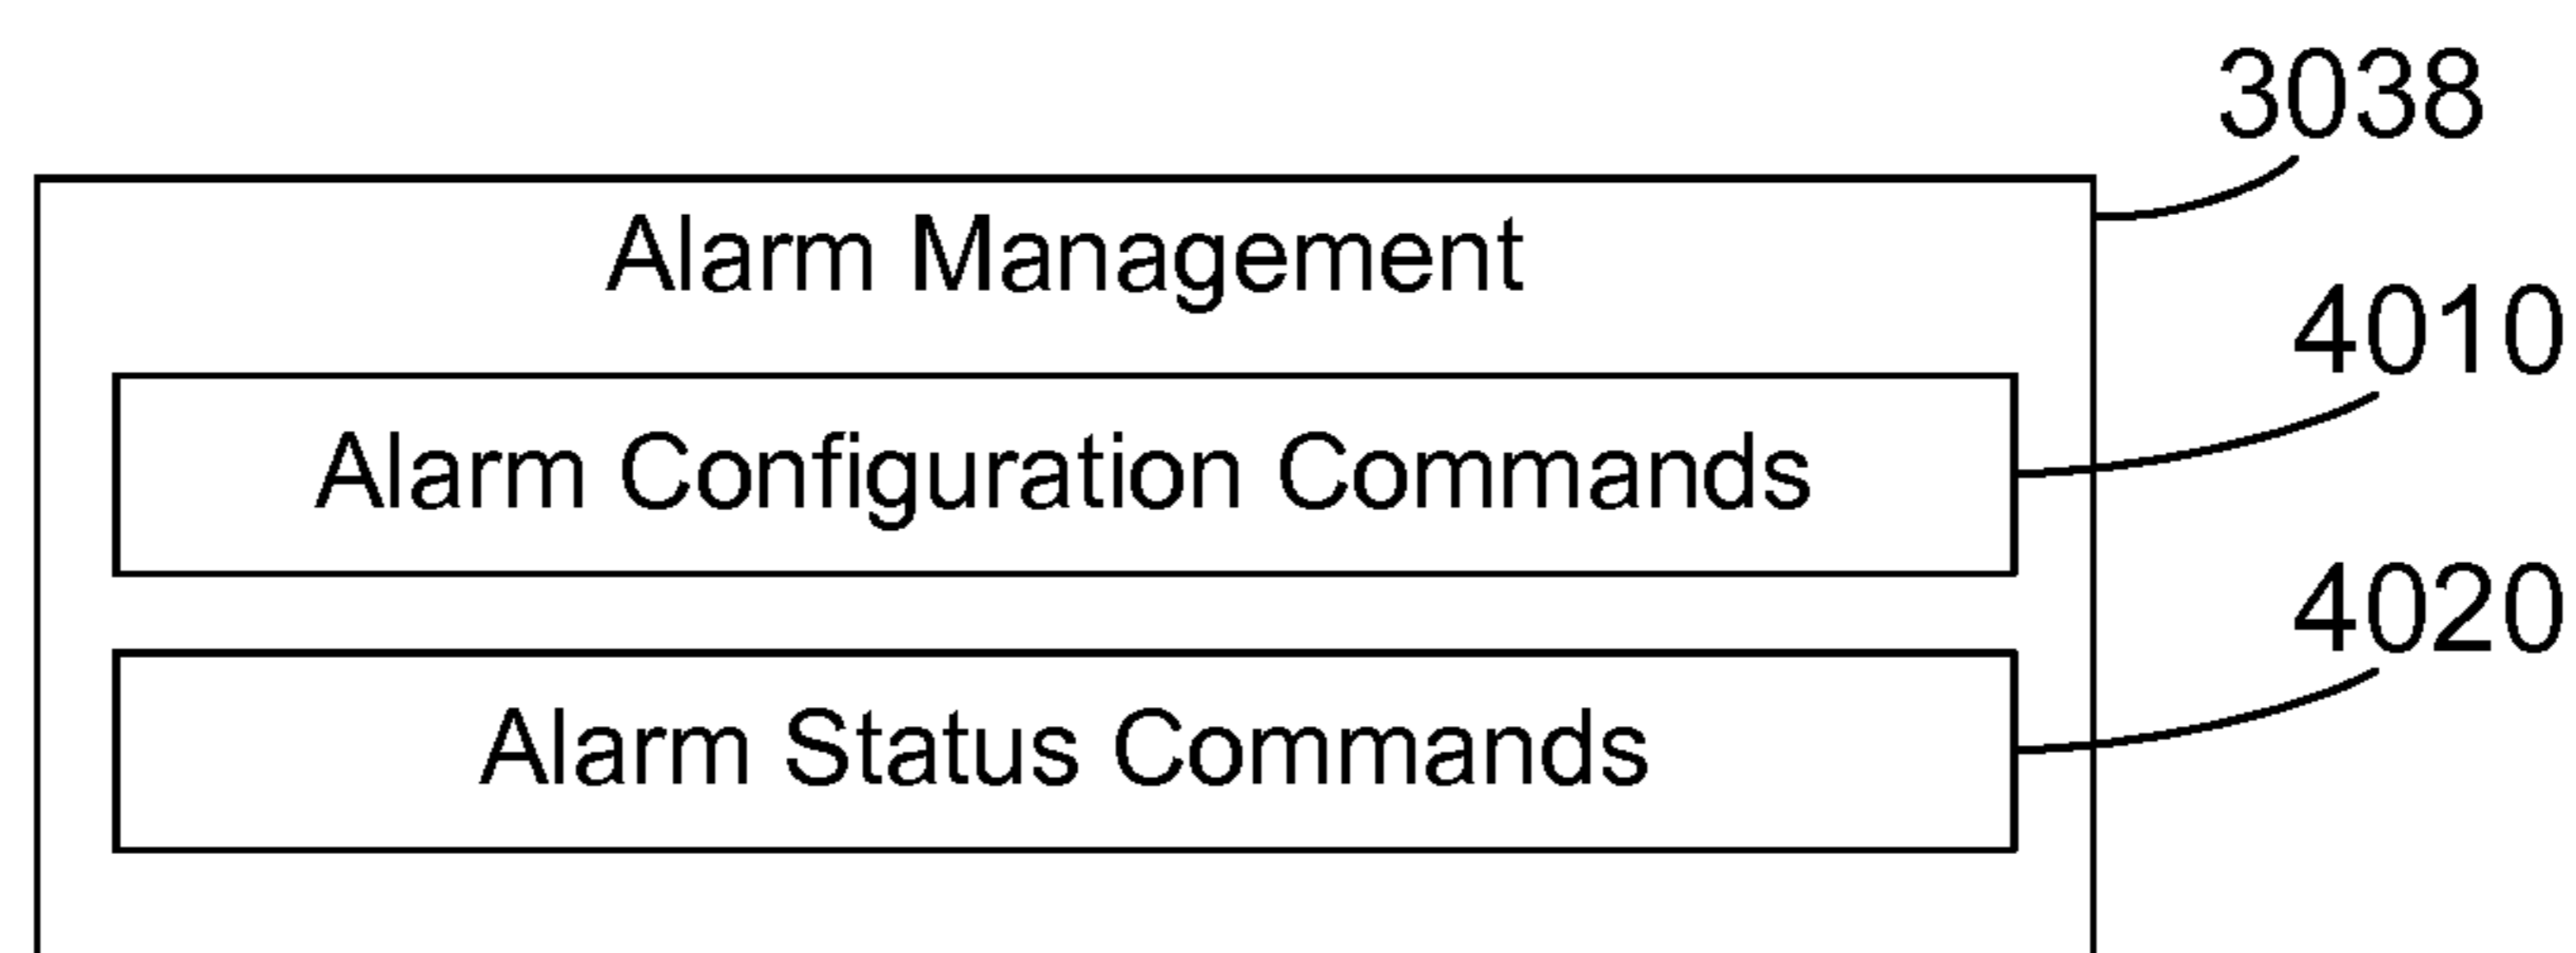 3038
Alarm Management
4010
Alarm Configuration Commands
4020
Alarm Status Commands